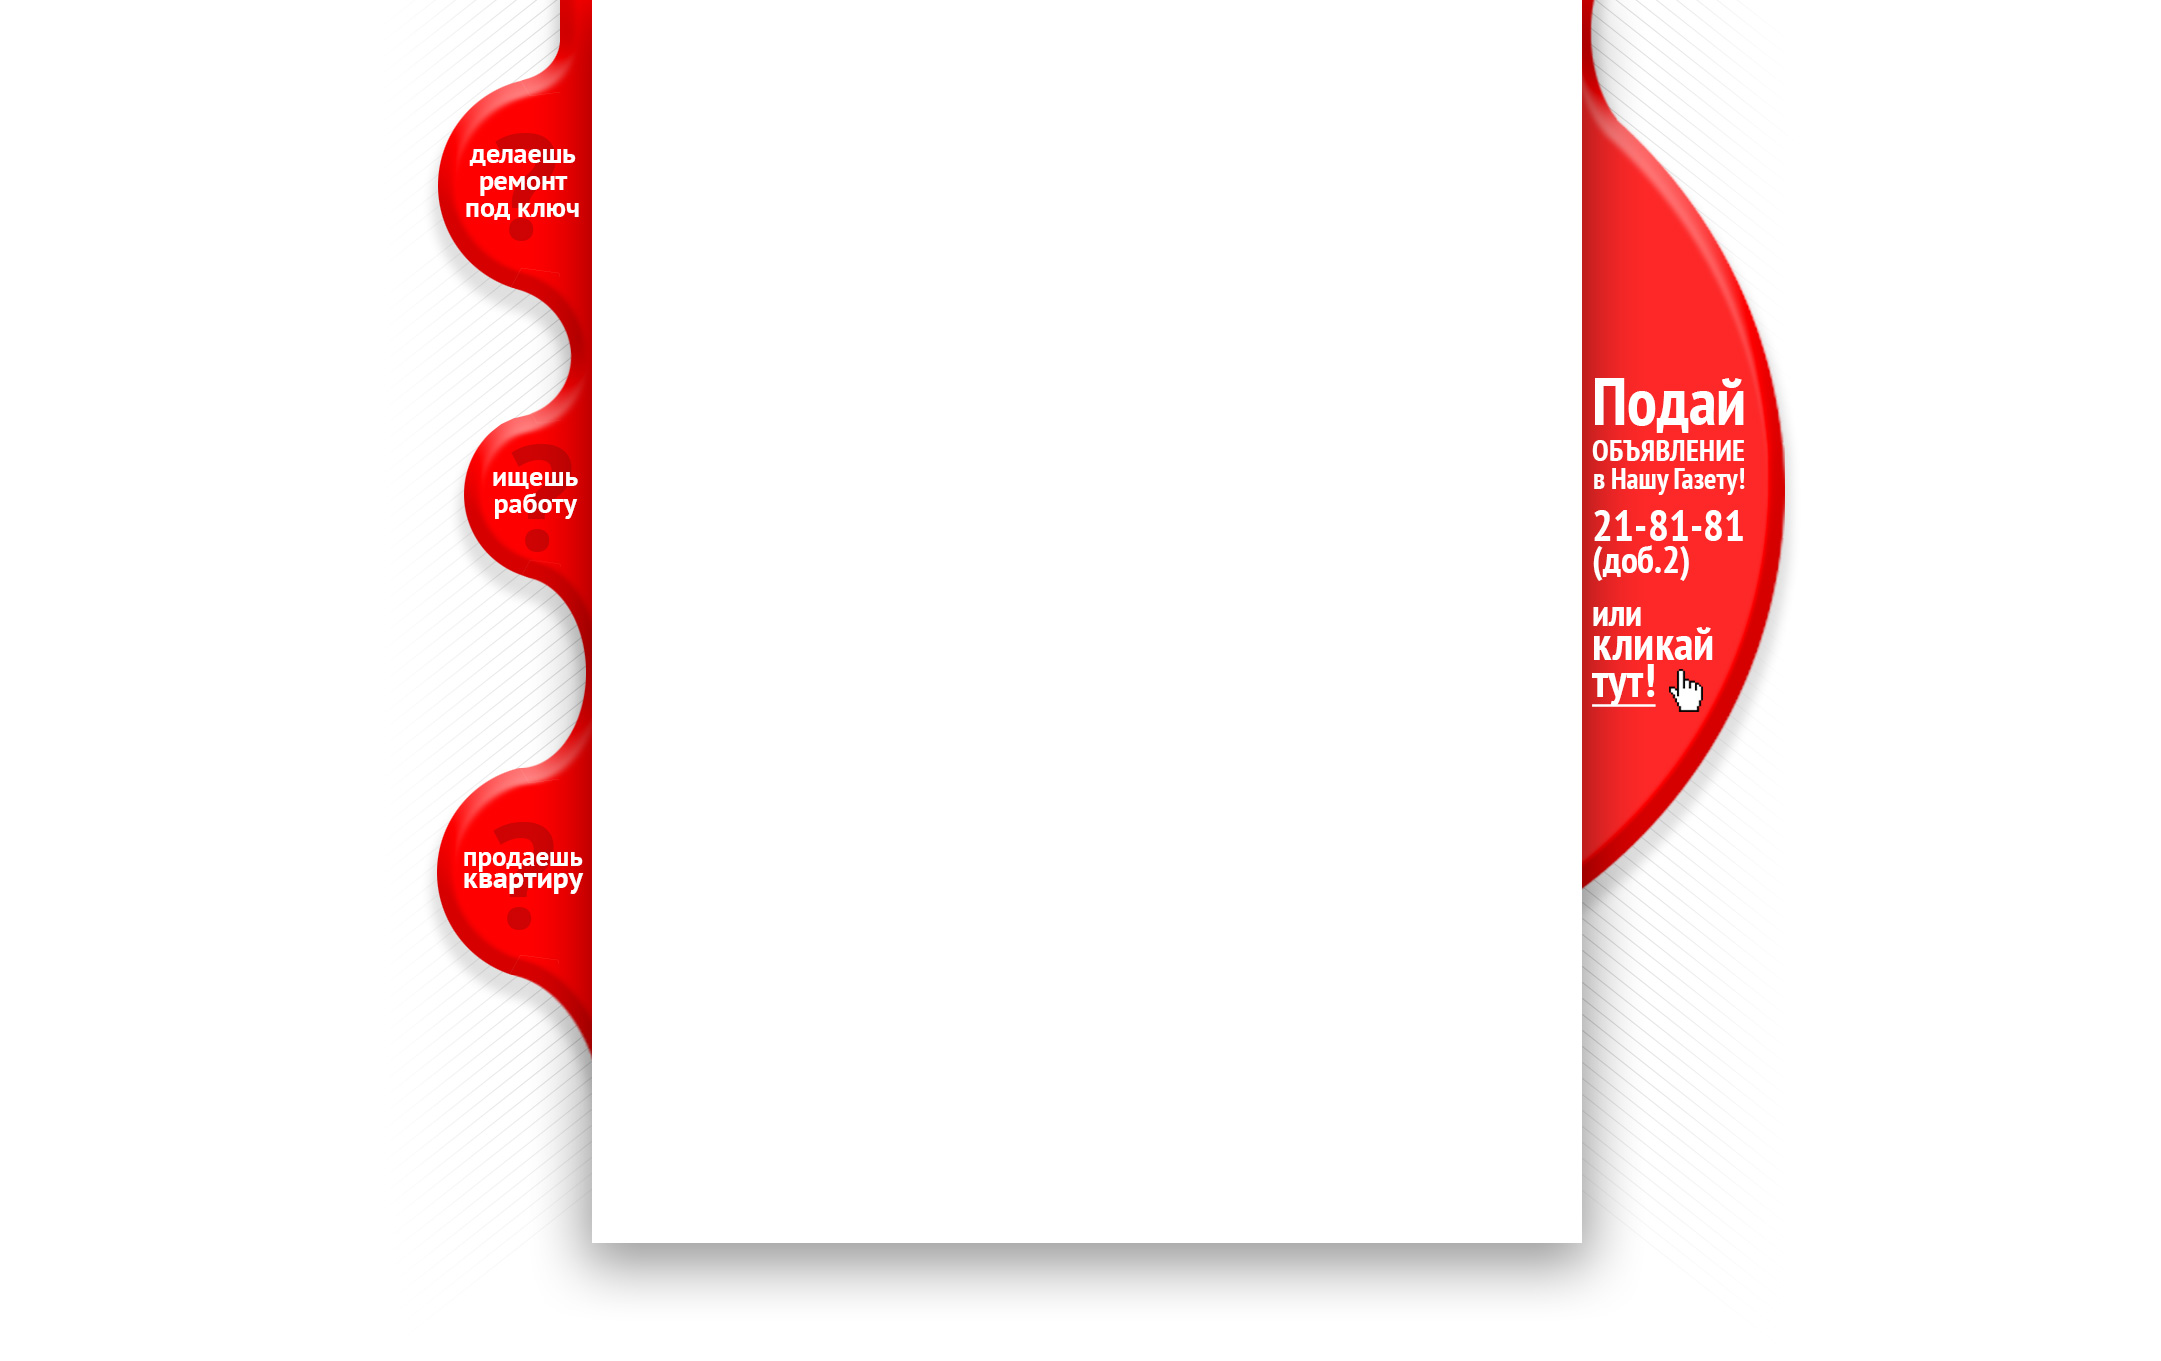 делаешь
ремонт
под ключ
?
ищешь
работу
?
продаешь
квартиру
?
Подай
ОБЪЯВЛЕНИЕ
в Нашу Газету!
21-81-81
(доб.2)
или
кликай
тут!